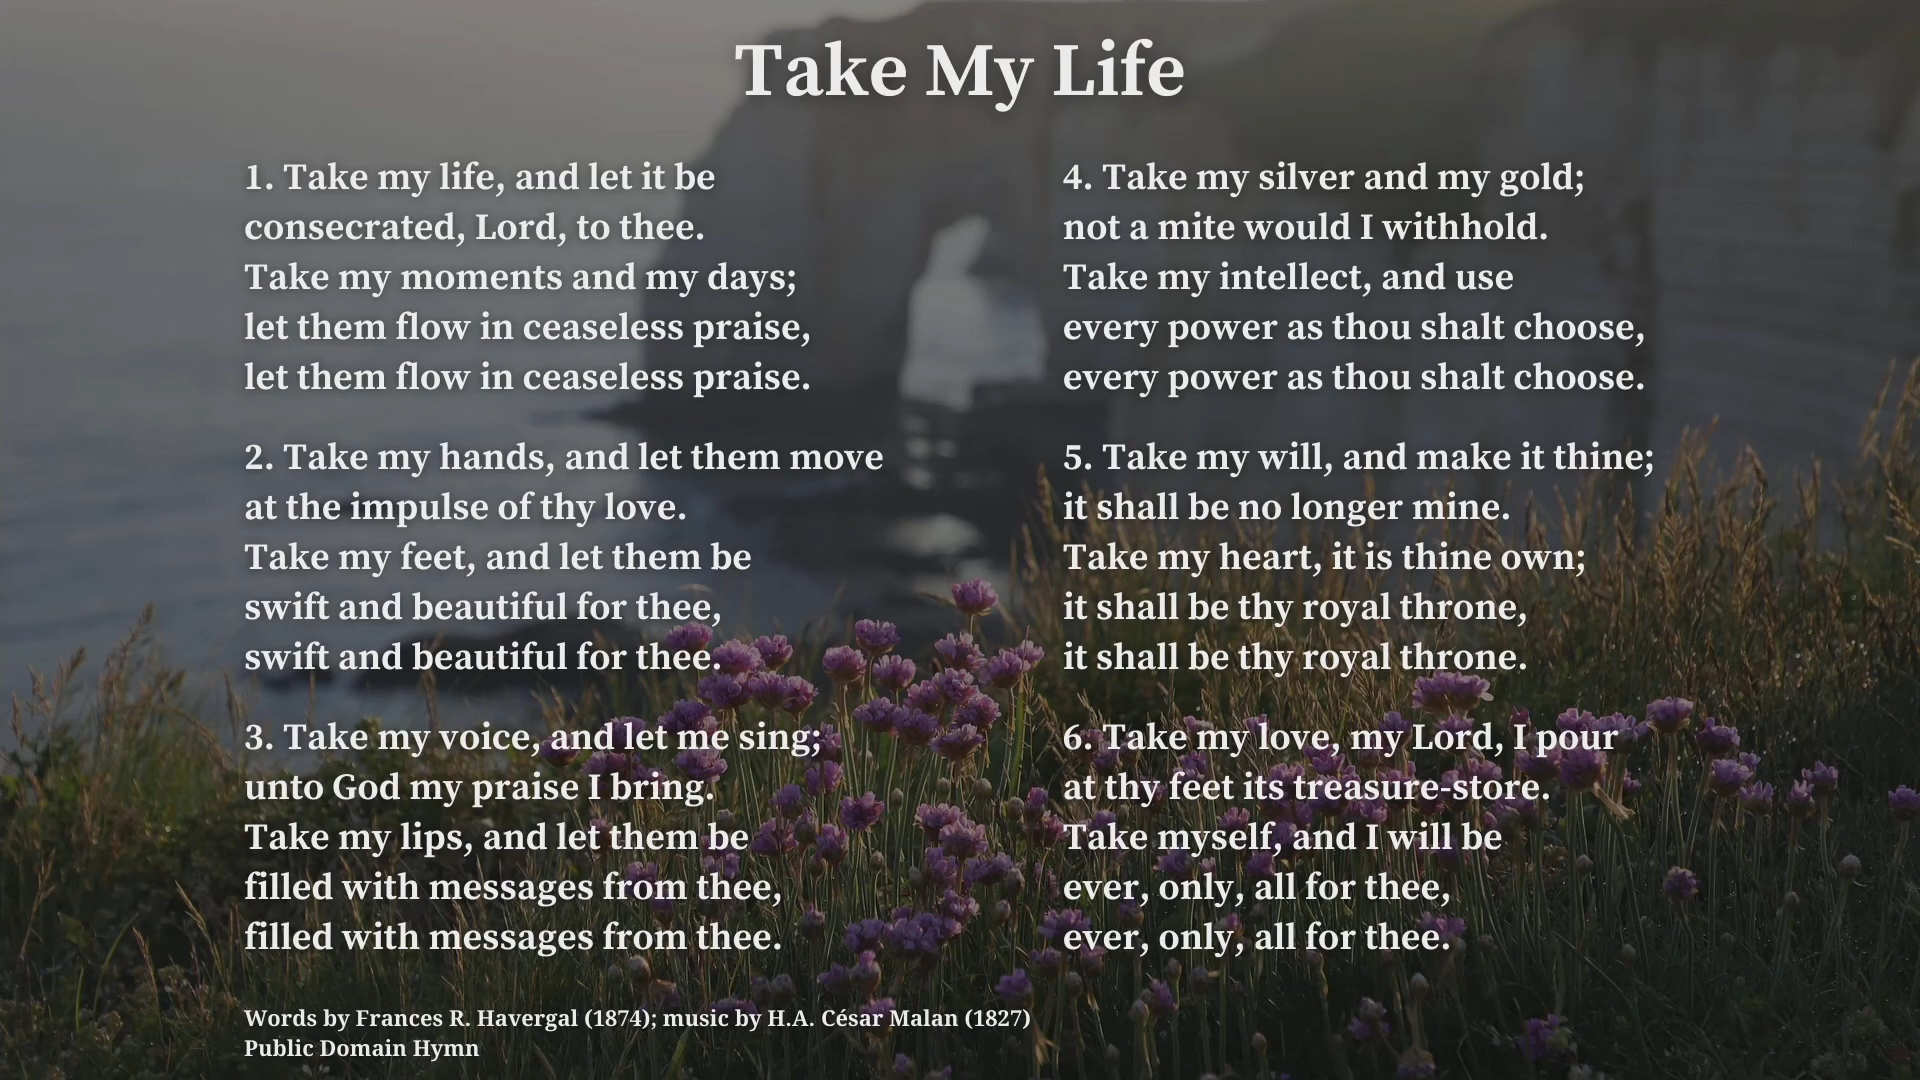 Take My Life
1. Take my life, and let it be
consecrated, Lord, to thee.
Take my moments and my days;
let them flow in ceaseless praise,
let them flow in ceaseless praise.
2. Take my hands, and let them move
at the impulse of thy love.
Take my feet, and let them be
swift and beautiful for thee,
swift and beautiful for thee.
3. Take my voice, and let me sing;
unto God my praise I bring.
Take my lips, and let them be
filled with messages from thee,
filled with messages from thee.
4. Take my silver and my gold;
not a mite would I withhold.
Take my intellect, and use
every power as thou shalt choose,
every power as thou shalt choose.
5. Take my will, and make it thine;
it shall be no longer mine.
Take my heart, it is thine own;
it shall be thy royal throne,
it shall be thy royal throne.
6. Take my love, my Lord, I pour
at thy feet its treasure-store.
Take myself, and I will be
ever, only, all for thee,
ever, only, all for thee.
Words by Frances R. Havergal (1874); music by H.A. César Malan (1827)
Public Domain Hymn